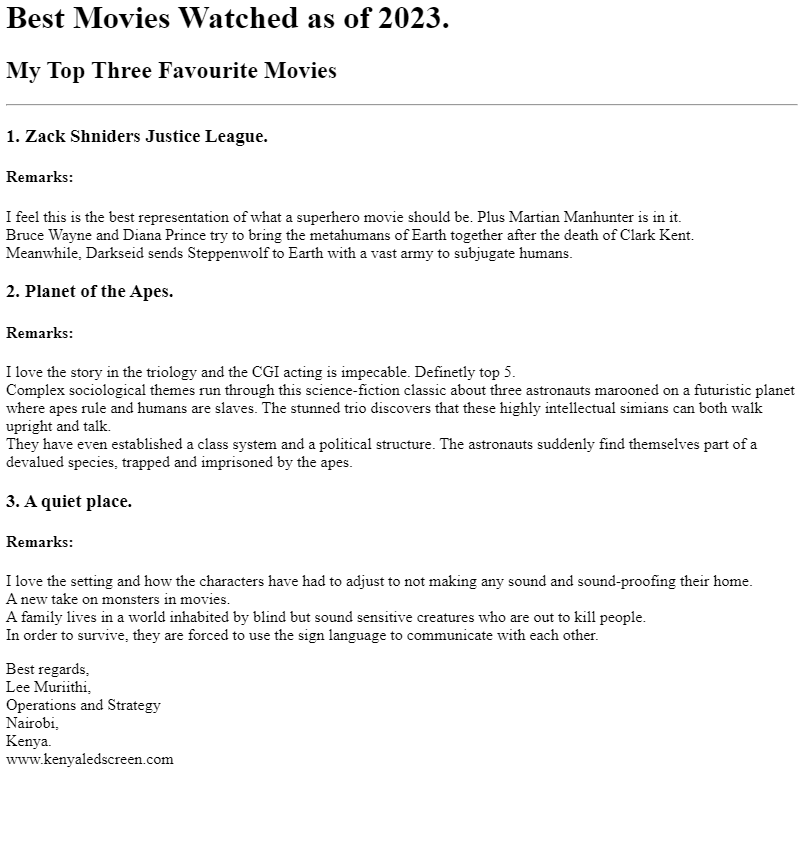 Best Movies Watched as of 2023.
My Top Three Favourite Movies
1. Zack Shniders Justice League.
Remarks:
I feel this is the best representation of what a superhero movie should be. Plus Martian Manhunter is in it.
Bruce Wayne and Diana Prince try to bring the metahumans of Earth together after the death of Clark Kent.
Meanwhile, Darkseid sends Steppenwolf to Earth with a vast army to subjugate humans.
2. Planet of the Apes.
Remarks:
I love the story in the triology and the CGI acting is impecable. Definetly top 5.
Complex sociological themes run through this science-fiction classic about three astronauts marooned on a futuristic planet
where apes rule and humans are slaves. The stunned trio discovers that these highly intellectual simians can both walk
upright and talk.
They have even established a class system and a political structure. The astronauts suddenly find themselves part of a
devalued species, trapped and imprisoned by the apes.
3. A quiet place.
Remarks:
I love the setting and how the characters have had to adjust to not making any sound and sound-proofing their home.
A new take on monsters in movies.
A family lives in a world inhabited by blind but sound sensitive creatures who are out to kill people.
In order to survive, they are forced to use the sign language to communicate with each other.
Best regards,
Lee Muriithi,
Operations and Strategy
Nairobi,
Kenya.
www.kenyaledscreen.com